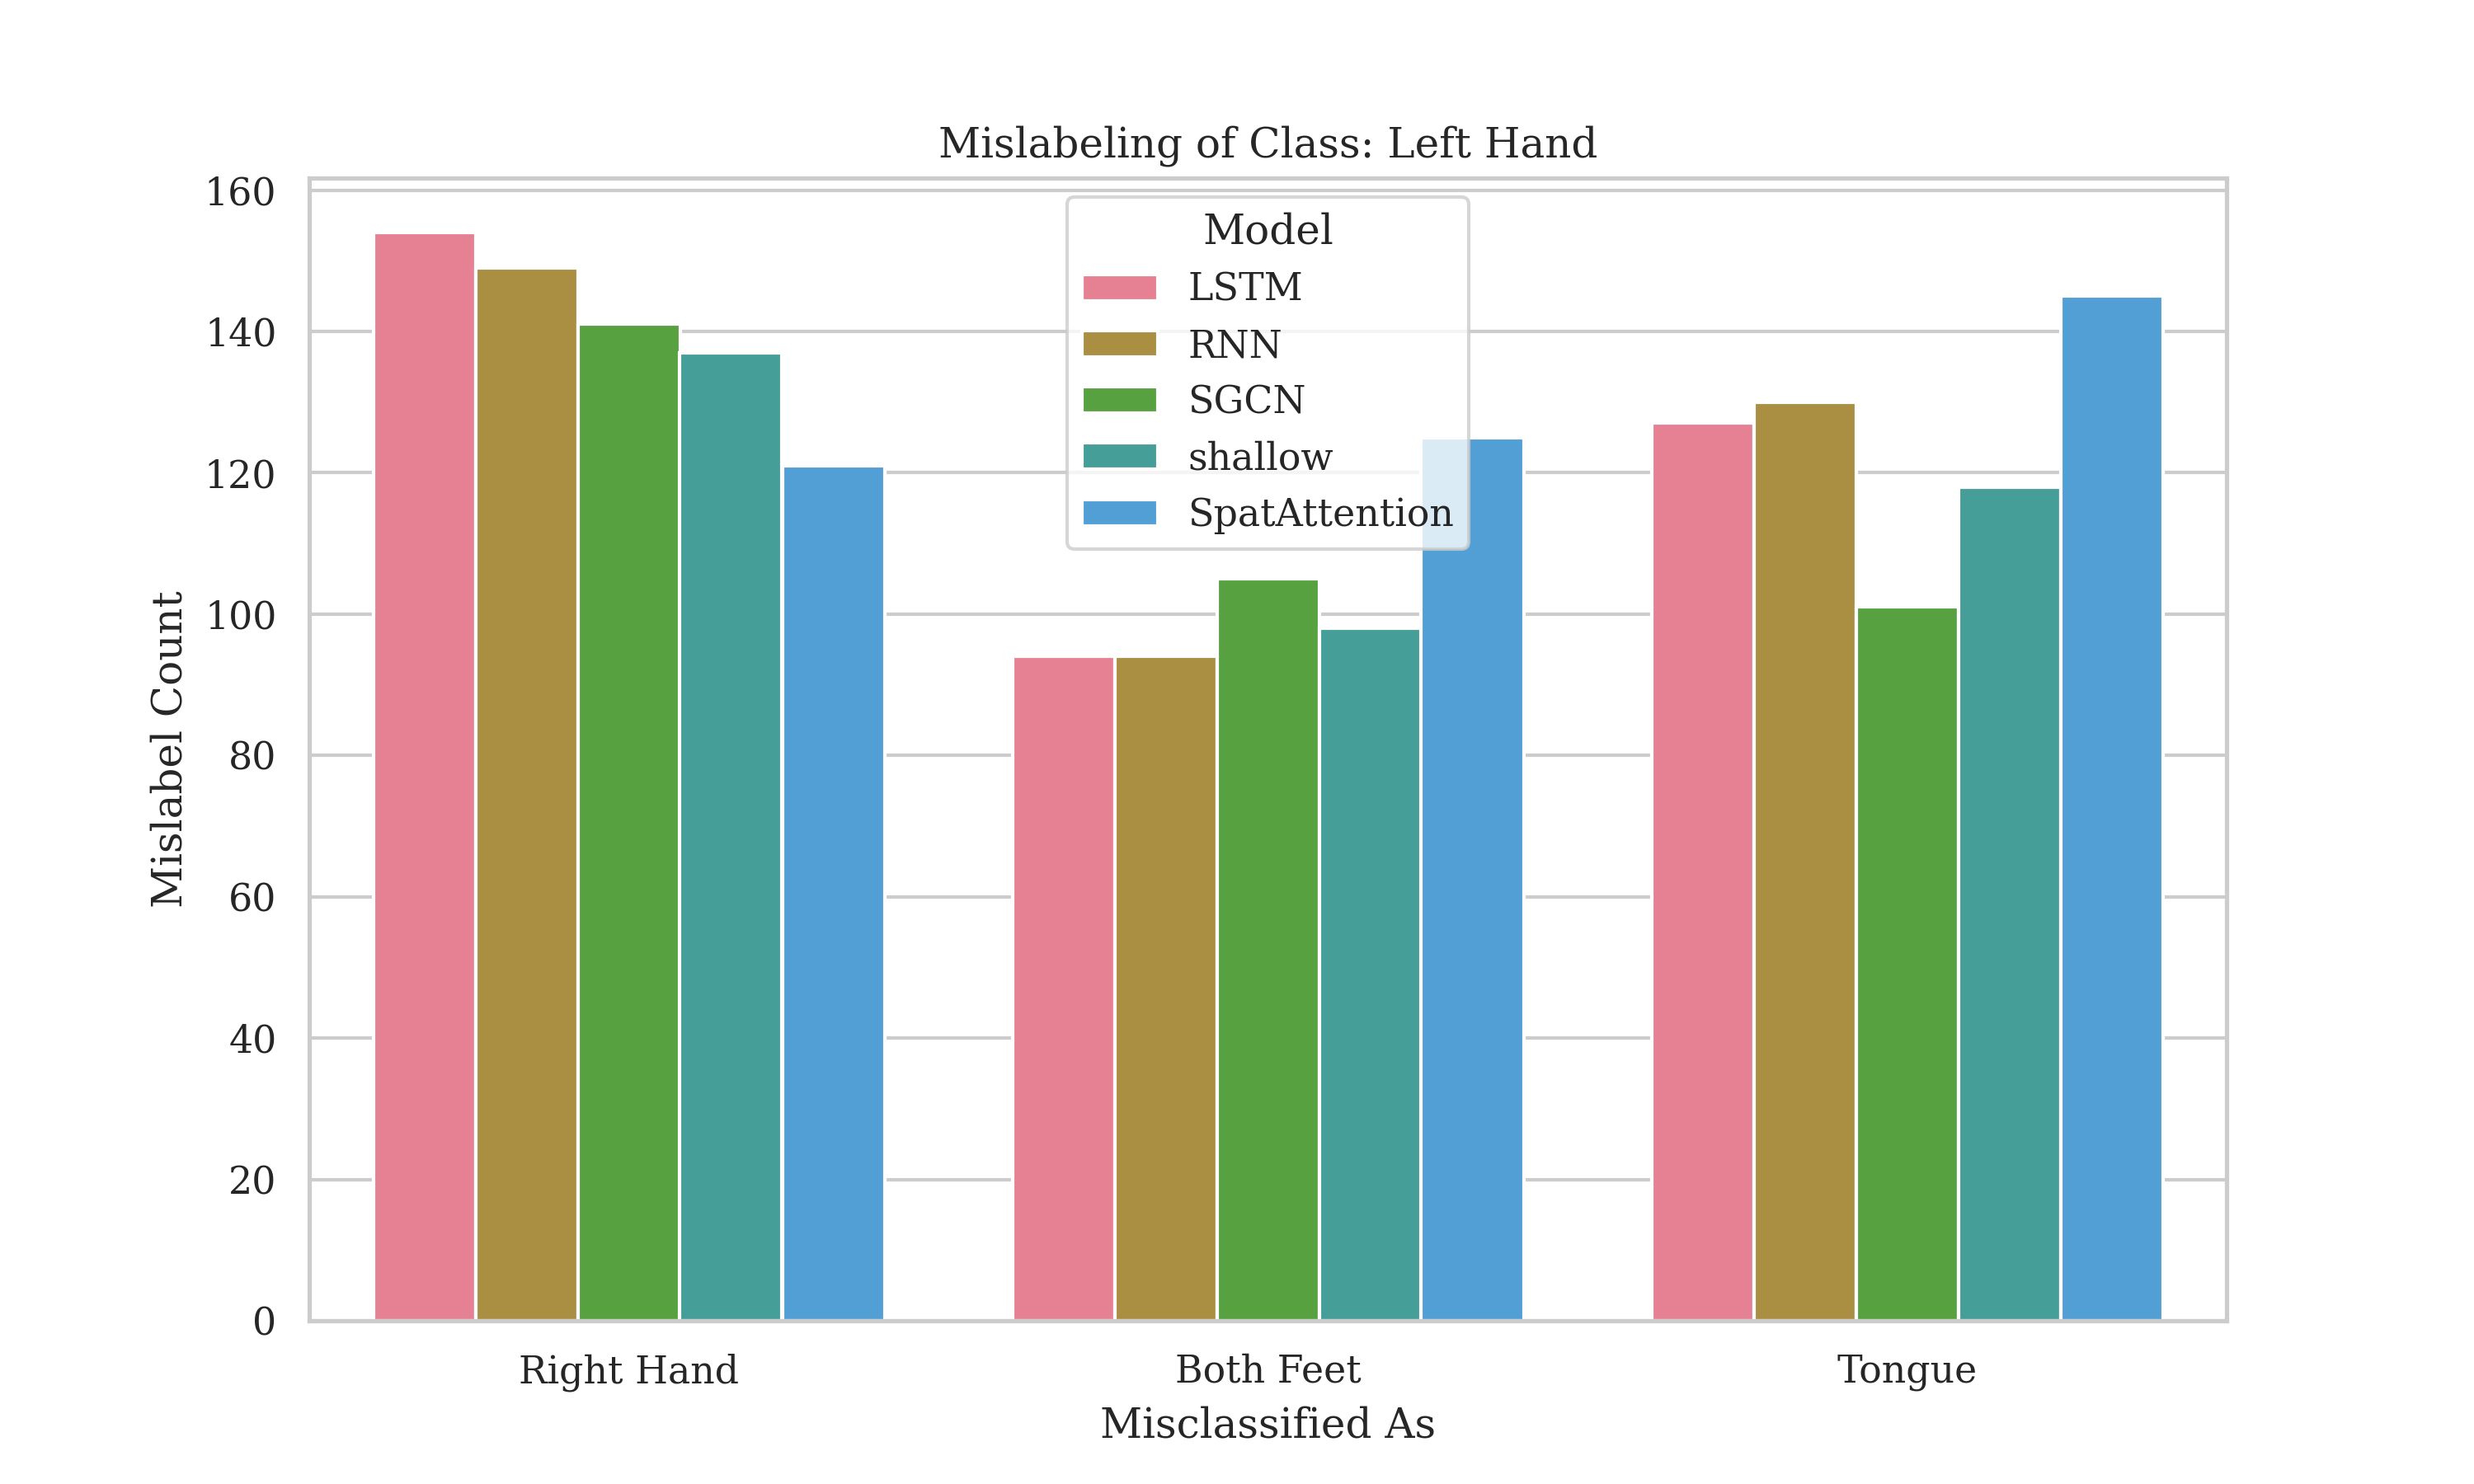 Mislabeling of Class: Left Hand
160
140
120
100
80
60
40
20
0
Mislabel Count
Model
LSTM
RNN
SGCN
shallow
SpatAttention
Right Hand
Both Feet
Tongue
Misclassified As